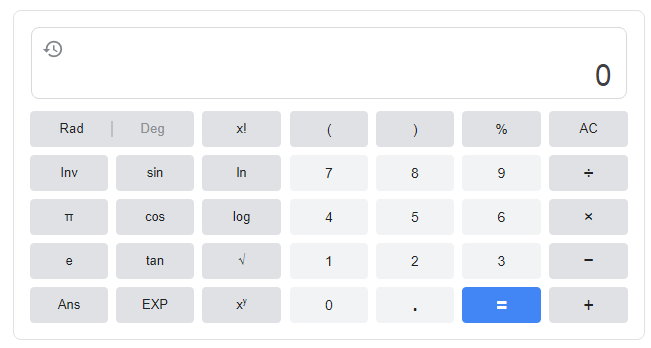 0
Rad | Deg x! ( ) % AC
Inv sin ln 7 8 9 ÷
π cos log 4 5 6 ×
e tan √ 1 2 3 −
Ans EXP xʸ 0 . = +